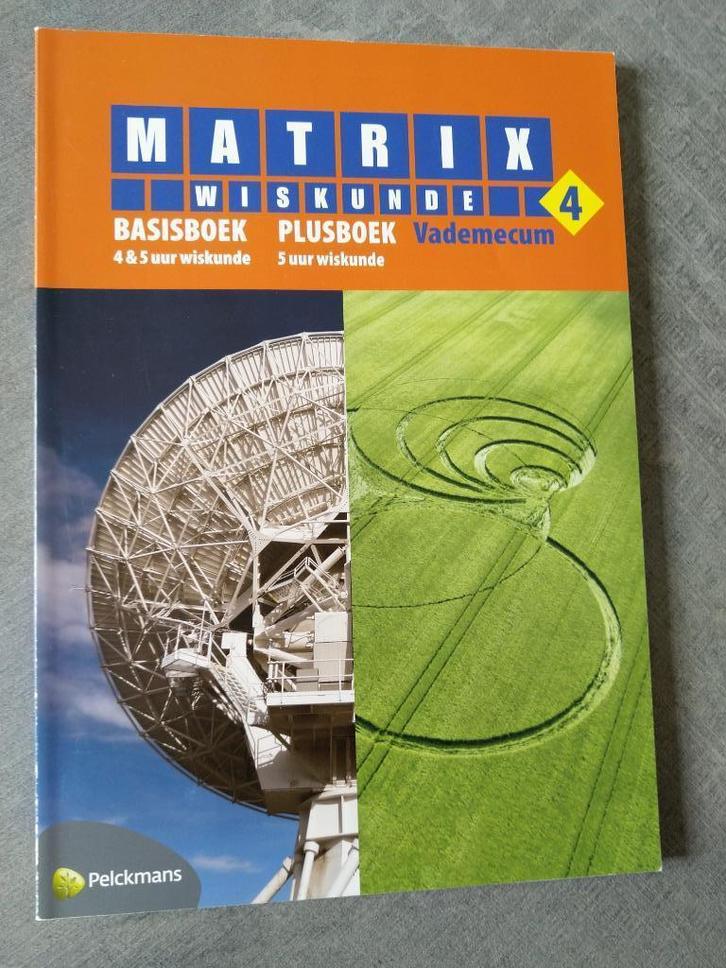 MATRIX
WISKUNDE 4
BASISBOEK PLUSBOEK Vademecum
4 & 5 uur wiskunde 5 uur wiskunde
Pelckmans